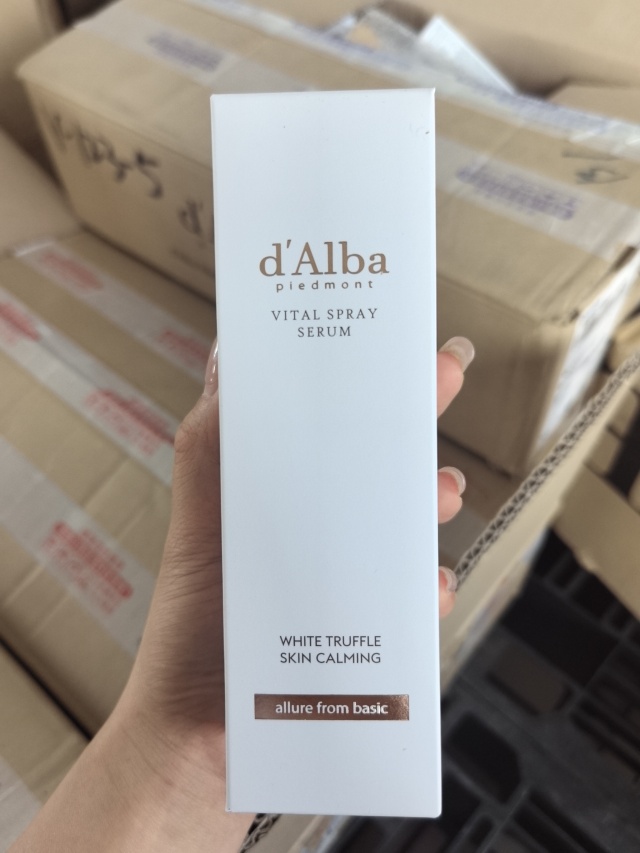 d'Alba
piedmont
VITAL SPRAY
SERUM
WHITE TRUFFLE
SKIN CALMING
allure from basic